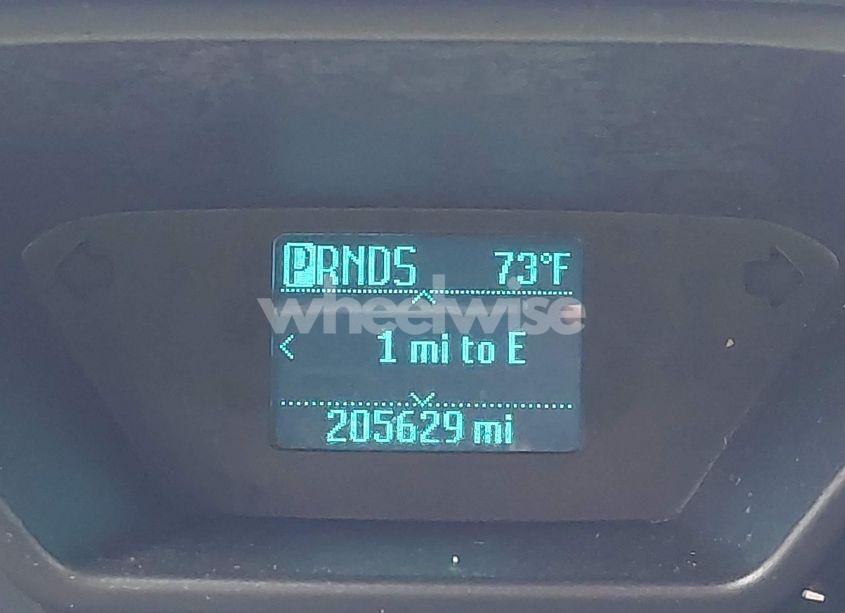 PRNDS 73°F
wheelwise
1 mi to E
205629 mi